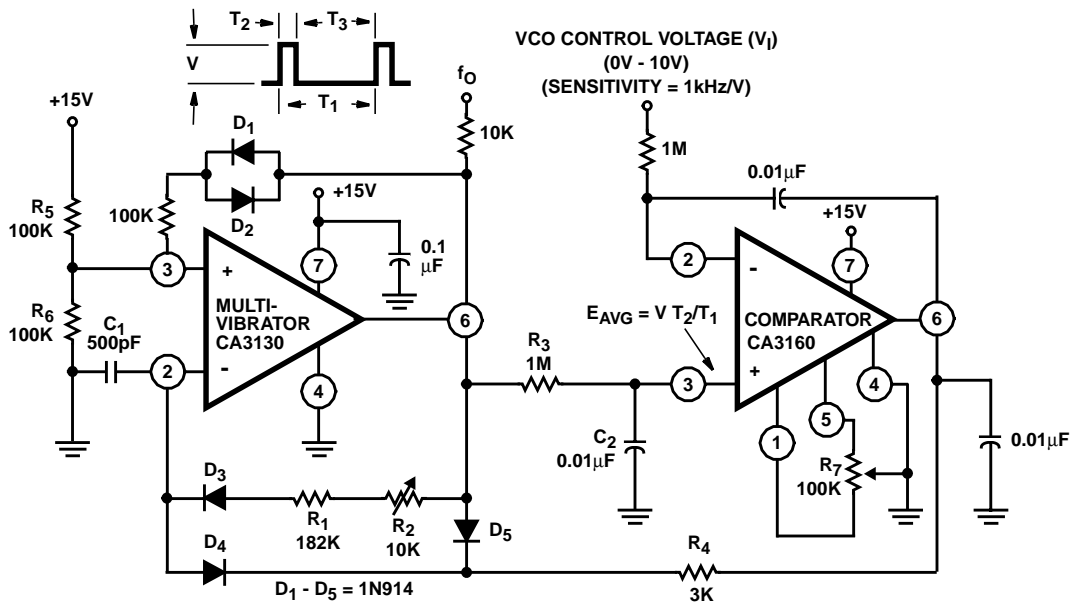 T2
T3
V
T1
+15V
R5
100K
R6
100K
C1
500pF
100K
D1
D2
fO
10K
+15V
0.1
μF
3
2
7
4
6
+
-
MULTI-
VIBRATOR
CA3130
VCO CONTROL VOLTAGE (VI)
(0V - 10V)
(SENSITIVITY = 1kHz/V)
1M
0.01μF
+15V
2
7
-
EAVG = V T2/T1
COMPARATOR
CA3160
6
+
3
R3
1M
C2
0.01μF
4
5
1
R7
100K
0.01μF
D3
R1
182K
R2
10K
D5
D4
D1 - D5 = 1N914
R4
3K